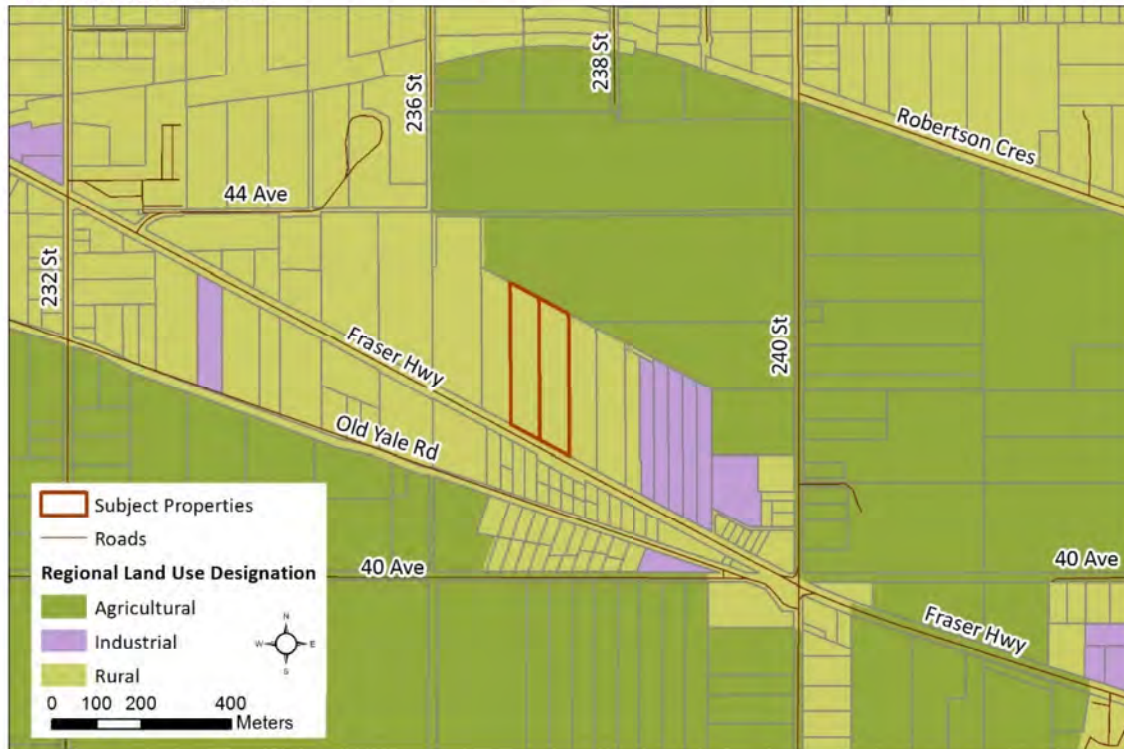 236 St
238 St
Robertson Cres
44 Ave
232 St
Fraser Hwy
240 St
Old Yale Rd
40 Ave
40 Ave
Fraser Hwy
Subject Properties
Roads
Regional Land Use Designation
Agricultural
Industrial
Rural
N
W E
S
0 100 200 400
Meters